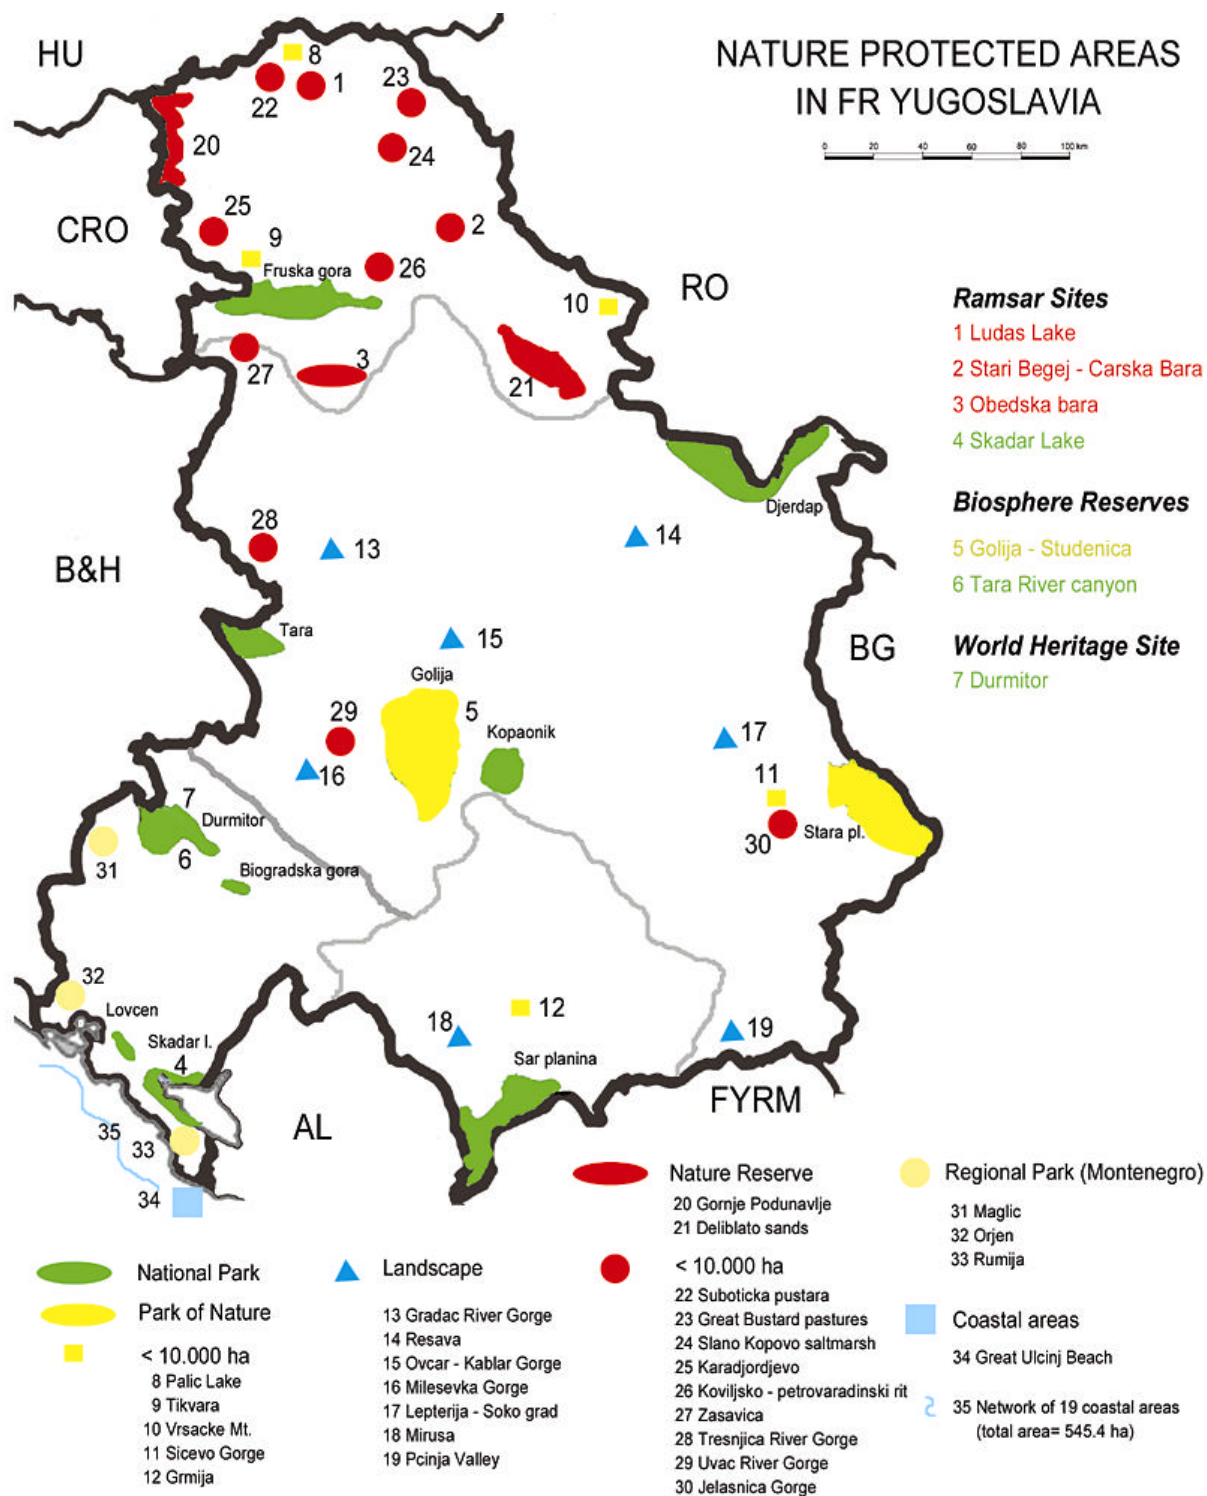 NATURE PROTECTED AREAS
IN FR YUGOSLAVIA
0 20 40 60 80 100 km
HU
8
22
1
23
20
24
CRO
25
9
2
Fruska gora
26
RO
10
27
3
21
Djerdap
28
13
14
B&H
Tara
15
BG
Golija
5
29
Kopaonik
17
16
11
7
Durmitor
30
Stara pl.
31
6
Biogradska gora
32
Lovcen
12
18
19
Skadar l.
Sar planina
4
FYRM
AL
35
33
34
Ramsar Sites
1 Ludas Lake
2 Stari Begej - Carska Bara
3 Obedska bara
4 Skadar Lake
Biosphere Reserves
5 Golija - Studenica
6 Tara River canyon
World Heritage Site
7 Durmitor
National Park
Park of Nature
< 10.000 ha
8 Palic Lake
9 Tikvara
10 Vrsacke Mt.
11 Sicevo Gorge
12 Grmija
Landscape
13 Gradac River Gorge
14 Resava
15 Ovcar - Kablar Gorge
16 Milesevka Gorge
17 Lepterija - Soko grad
18 Mirusa
19 Pcinja Valley
Nature Reserve
20 Gornje Podunavlje
21 Deliblato sands
< 10.000 ha
22 Suboticka pustara
23 Great Bustard pastures
24 Slano Kopovo saltmarsh
25 Karadjordjevo
26 Koviljsko - petrovaradinski rit
27 Zasavica
28 Tresnjica River Gorge
29 Uvac River Gorge
30 Jelasnica Gorge
Regional Park (Montenegro)
31 Maglic
32 Orjen
33 Rumija
Coastal areas
34 Great Ulcinj Beach
35 Network of 19 coastal areas
(total area= 545.4 ha)